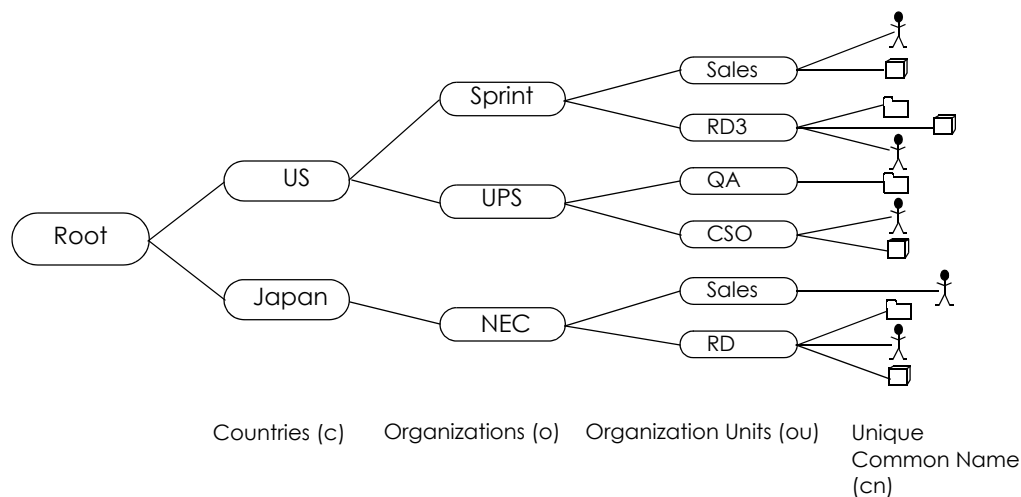 Sprint
Sales
RD3
US
UPS
QA
CSO
Root
Japan
NEC
Sales
RD
Countries (c)
Organizations (o)
Organization Units (ou)
Unique
Common Name
(cn)